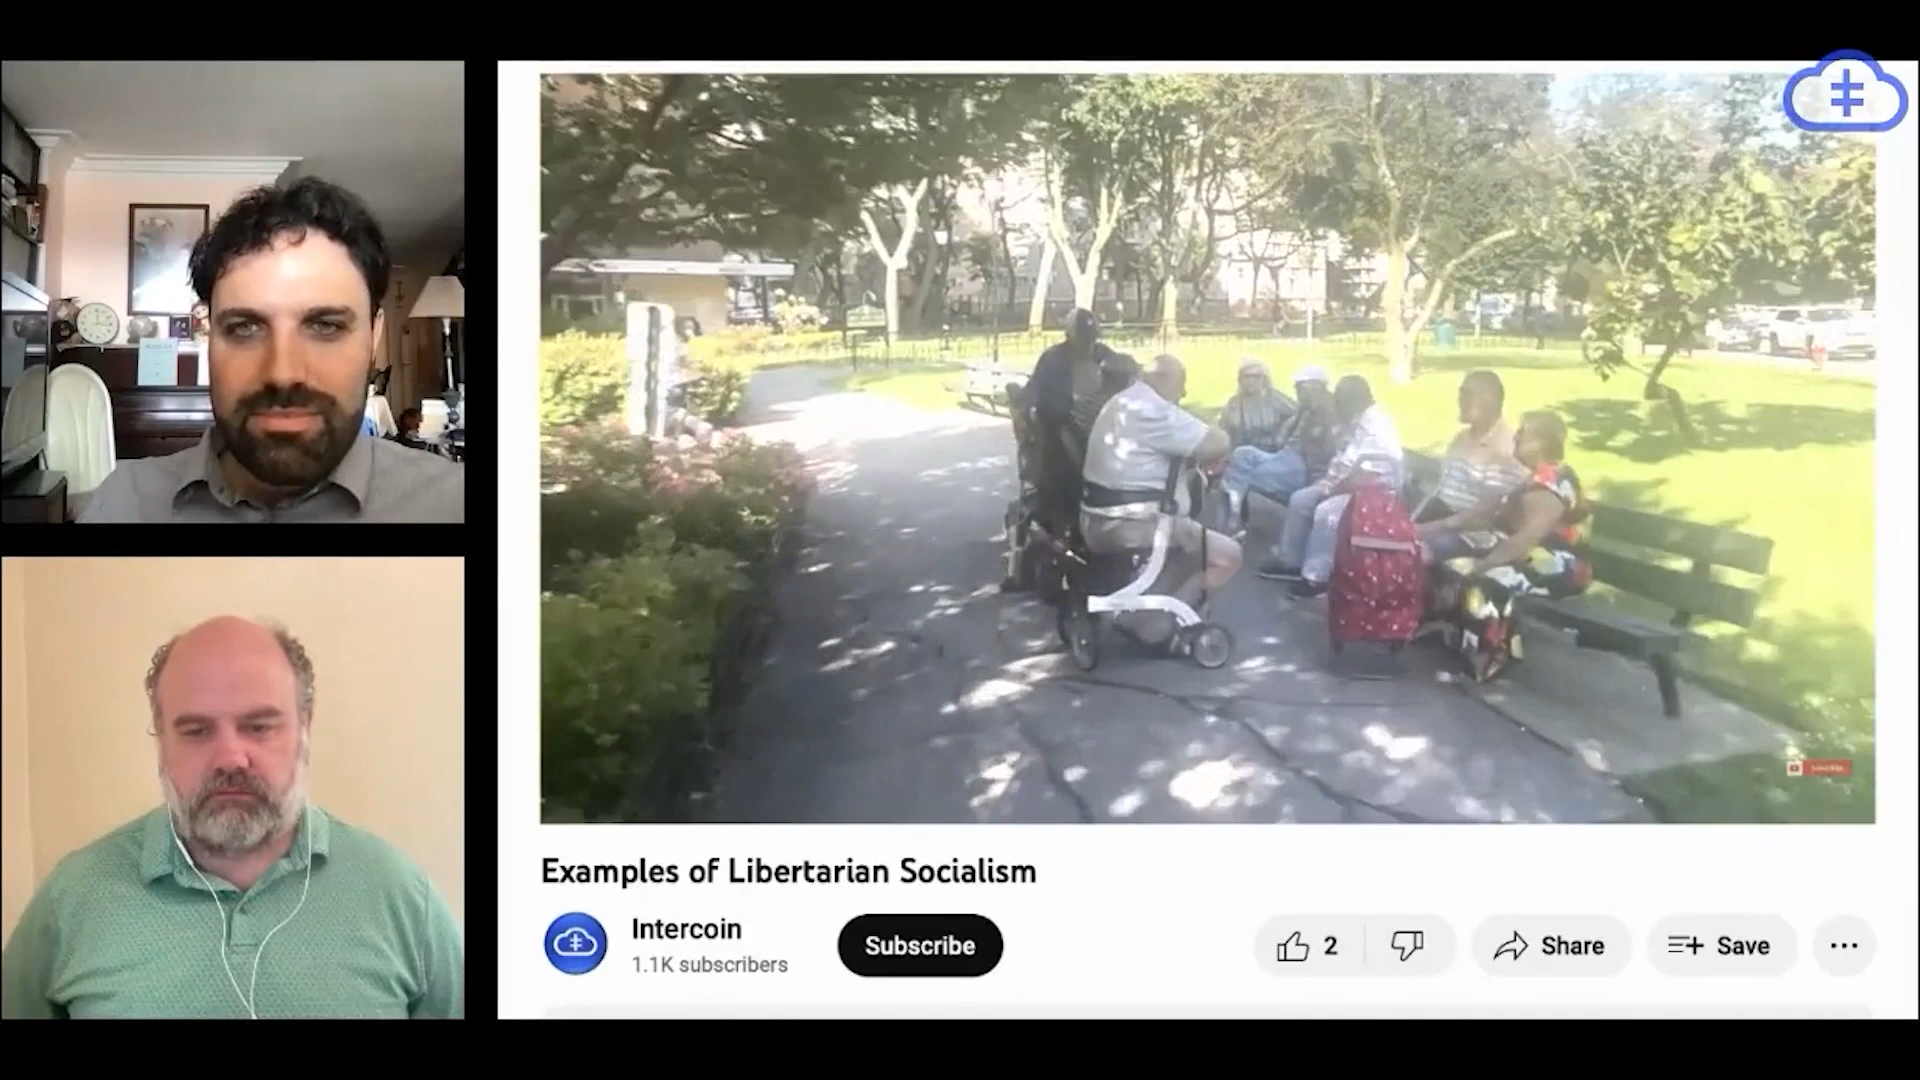 Examples of Libertarian Socialism
Intercoin
1.1K subscribers
Subscribe
2
Share
Save